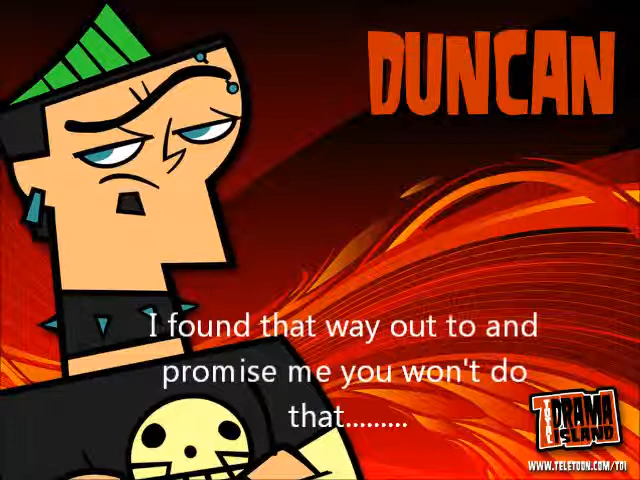 DUNCAN
I found that way out to and
promise me you won't do
that.........
TOTAL
DRAMA
ISLAND
WWW.TELETOON.COM/TDI